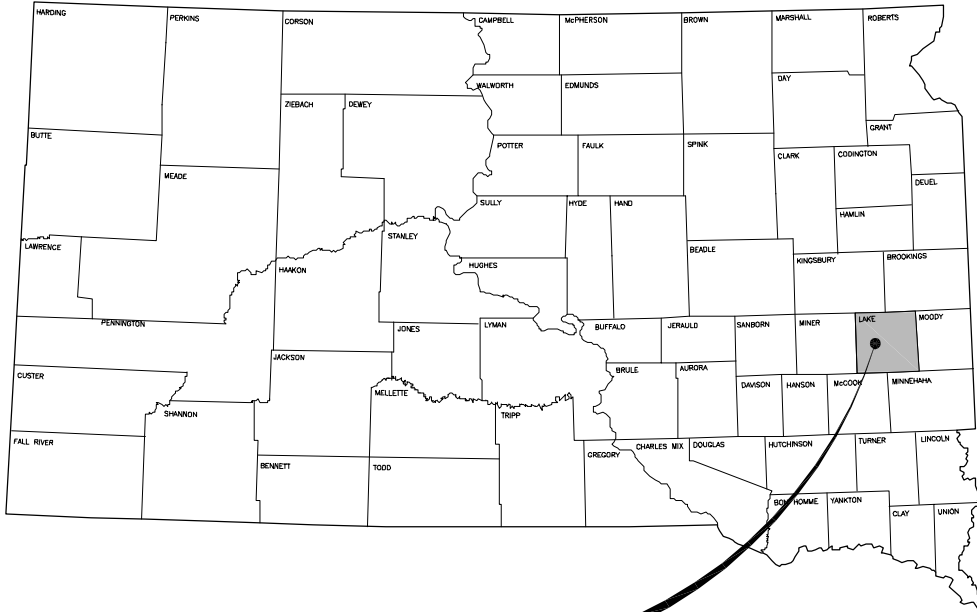 HARDING
PERKINS
CORSON
CAMPBELL
McPHERSON
BROWN
MARSHALL
ROBERTS
WALWORTH
EDMUNDS
DAY
ZIEBACH
DEWEY
GRANT
BUTTE
POTTER
FAULK
SPINK
CLARK
CODINGTON
MEADE
DEUEL
SULLY
HYDE
HAND
HAMLIN
STANLEY
LAWRENCE
BEADLE
KINGSBURY
BROOKINGS
HAAKON
HUGHES
PENNINGTON
JONES
LYMAN
BUFFALO
JERAULD
SANBORN
MINER
LAKE
MOODY
JACKSON
BRULE
AURORA
CUSTER
DAVISON
HANSON
McCOOK
MINNEHAHA
MELLETTE
SHANNON
TRIPP
FALL RIVER
GREGORY
CHARLES MIX
DOUGLAS
HUTCHINSON
TURNER
LINCOLN
BENNETT
TODD
BON HOMME
YANKTON
CLAY
UNION